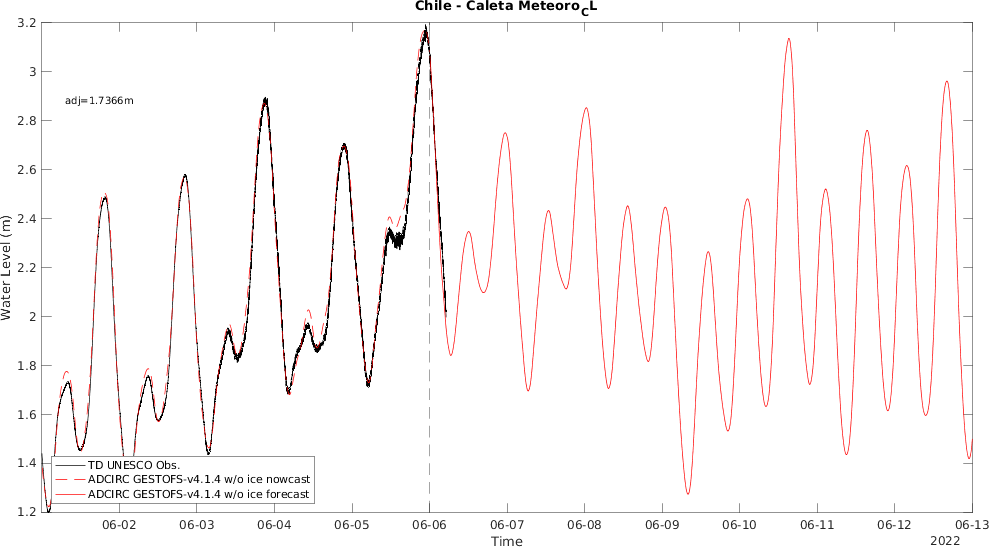 Chile - Caleta Meteoro_CL
3.2
3
2.8
2.6
2.4
2.2
2
1.8
1.6
1.4
1.2
Water Level (m)
adj=1.7366m
TD UNESCO Obs.
ADCIRC GESTOFS-v4.1.4 w/o ice nowcast
ADCIRC GESTOFS-v4.1.4 w/o ice forecast
06-02 06-03 06-04 06-05 06-06 06-07 06-08 06-09 06-10 06-11 06-12 06-13
Time
2022